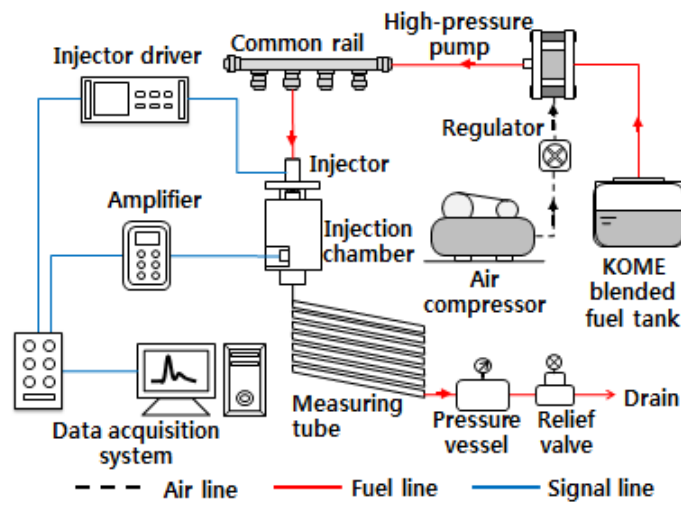 High-pressure
pump
Common rail
Injector driver
Regulator
Injector
Amplifier
Injection
chamber
Air
compressor
KOME
blended
fuel tank
Measuring
tube
Pressure
vessel
Relief
valve
Drain
Data acquisition
system
Air line
Fuel line
Signal line